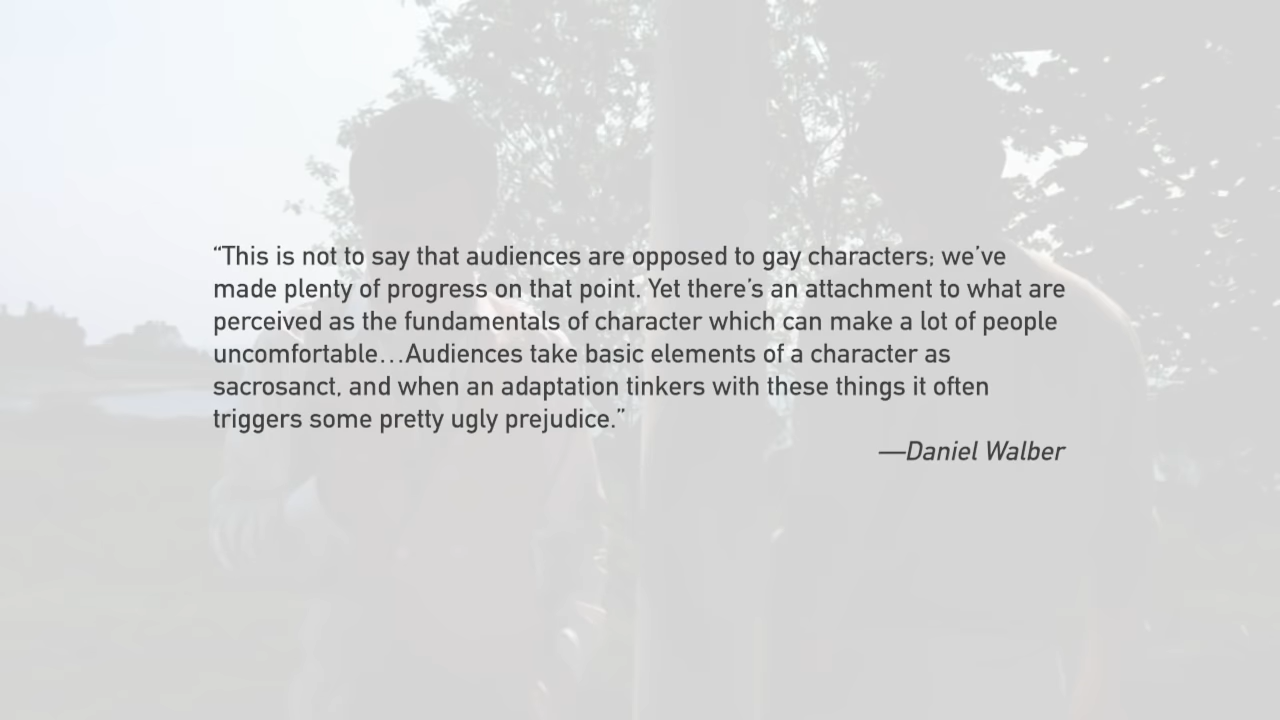 “This is not to say that audiences are opposed to gay characters; we’ve
made plenty of progress on that point. Yet there’s an attachment to what are
perceived as the fundamentals of character which can make a lot of people
uncomfortable…Audiences take basic elements of a character as
sacrosanct, and when an adaptation tinkers with these things it often
triggers some pretty ugly prejudice.”
—Daniel Walber